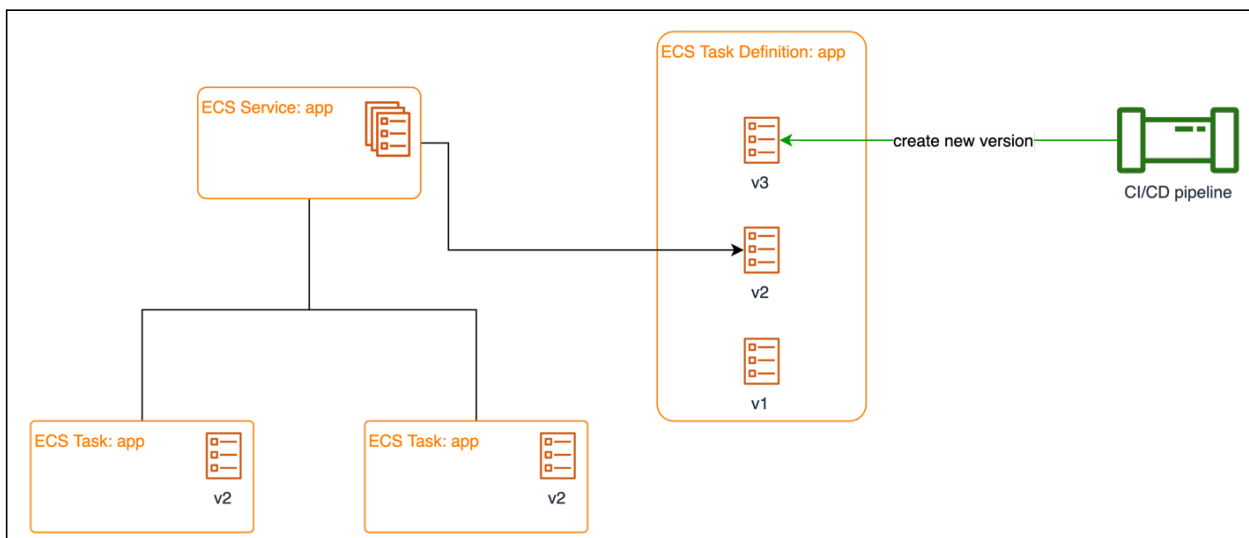 ECS Task Definition: app
ECS Service: app
create new version
v3
CI/CD pipeline
v2
v1
ECS Task: app
v2
ECS Task: app
v2